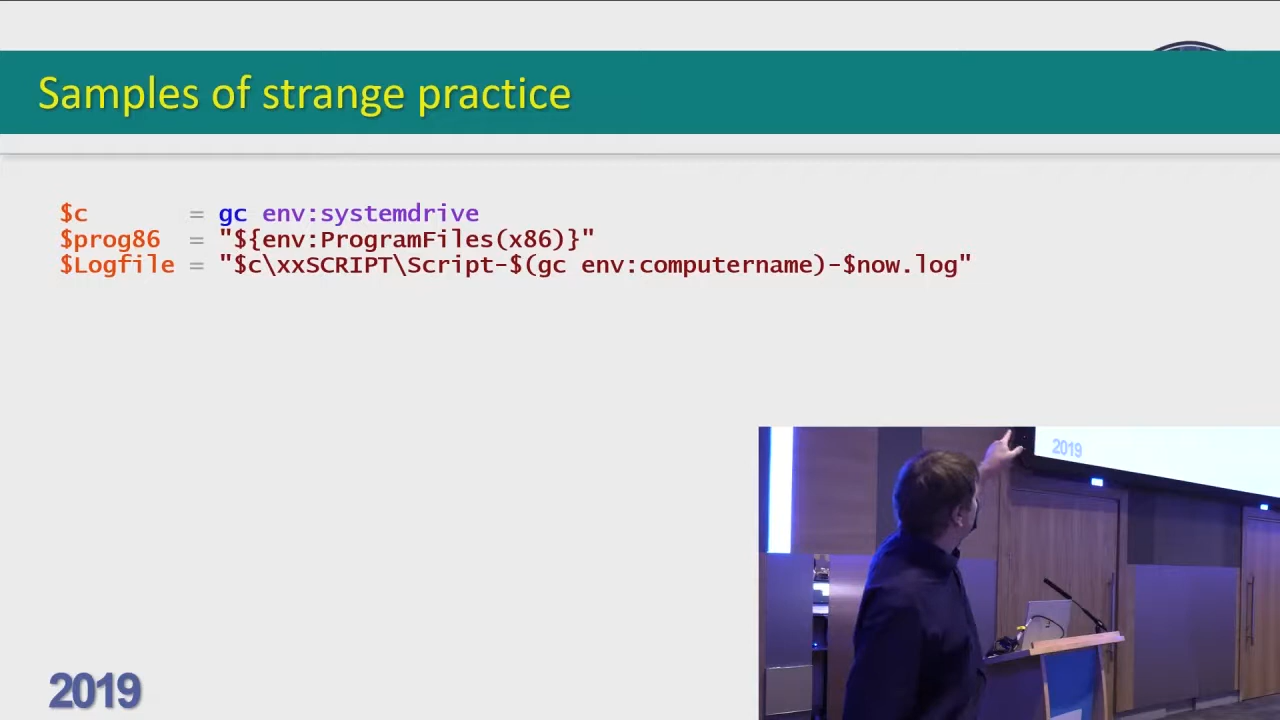 Samples of strange practice
$c       = gc env:systemdrive
$prog86  = "${env:ProgramFiles(x86)}"
$Logfile = "$c\xxSCRIPT\Script-$(gc env:computername)-$now.log"
2019
2019